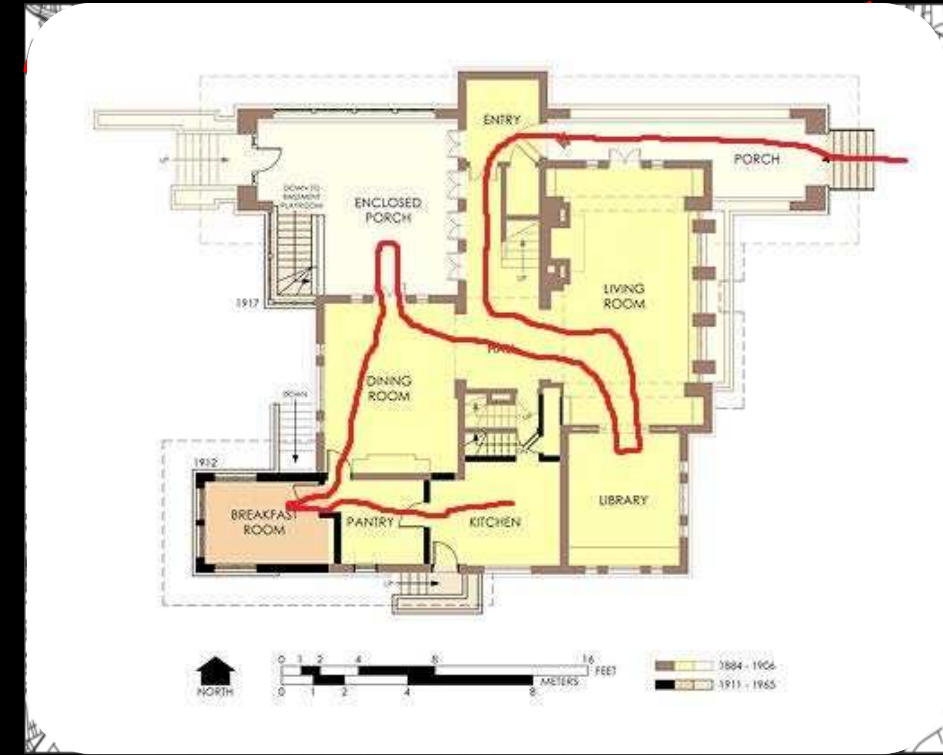 ENTRY
PORCH
UP
DOWN TO
BASEMENT
PLAYROOM
ENCLOSED
PORCH
UP
1917
LIVING
ROOM
HALL
DINING
ROOM
DOWN
UP
1912
BREAKFAST
ROOM
PANTRY
KITCHEN
LIBRARY
UP
NORTH
0 1 2 4 8 16
FEET
METERS
0 1 2 4 8
1884 - 1906
1911 - 1965